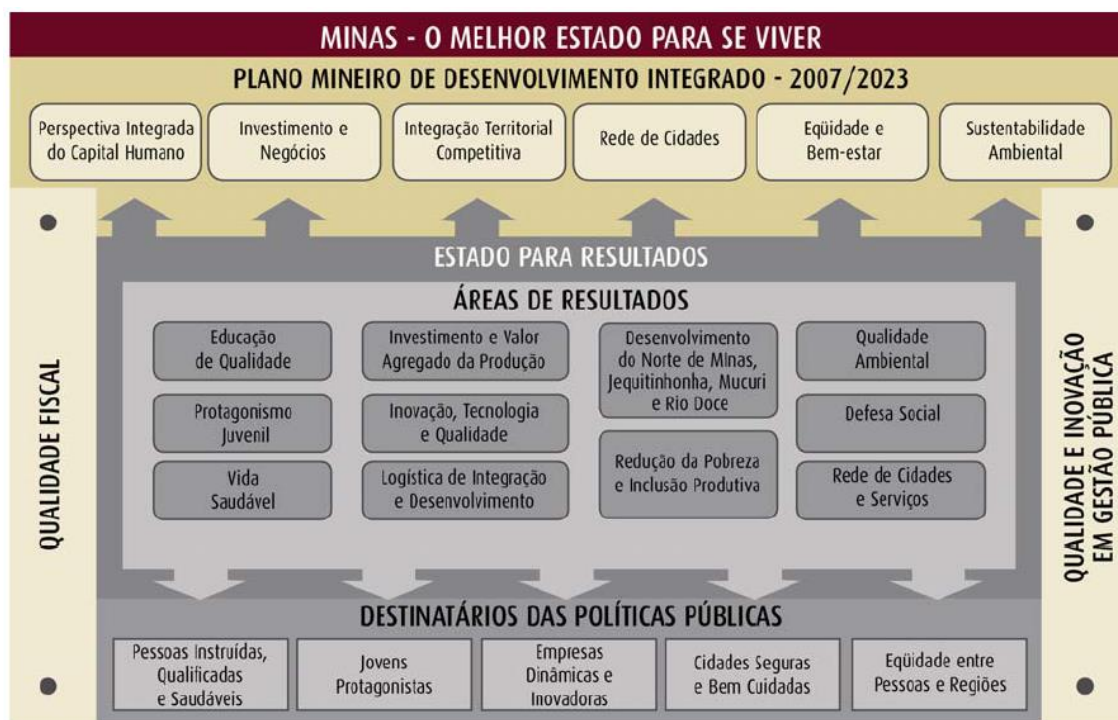 MINAS - O MELHOR ESTADO PARA SE VIVER
PLANO MINEIRO DE DESENVOLVIMENTO INTEGRADO - 2007/2023
Perspectiva Integrada
do Capital Humano
Investimento e
Negócios
Integração Territorial
Competitiva
Rede de Cidades
Eqüidade e
Bem-estar
Sustentabilidade
Ambiental
QUALIDADE FISCAL
ESTADO PARA RESULTADOS
ÁREAS DE RESULTADOS
Educação
de Qualidade
Investimento e Valor
Agregado da Produção
Desenvolvimento
do Norte de Minas,
Jequitinhonha, Mucuri
e Rio Doce
Qualidade
Ambiental
Protagonismo
Juvenil
Inovação, Tecnologia
e Qualidade
Defesa Social
Vida
Saudável
Logística de Integração
e Desenvolvimento
Redução da Pobreza
e Inclusão Produtiva
Rede de Cidades
e Serviços
DESTINATÁRIOS DAS POLÍTICAS PÚBLICAS
Pessoas Instruídas,
Qualificadas
e Saudáveis
Jovens
Protagonistas
Empresas
Dinâmicas e
Inovadoras
Cidades Seguras
e Bem Cuidadas
Eqüidade entre
Pessoas e Regiões
QUALIDADE E INOVAÇÃO
EM GESTÃO PÚBLICA